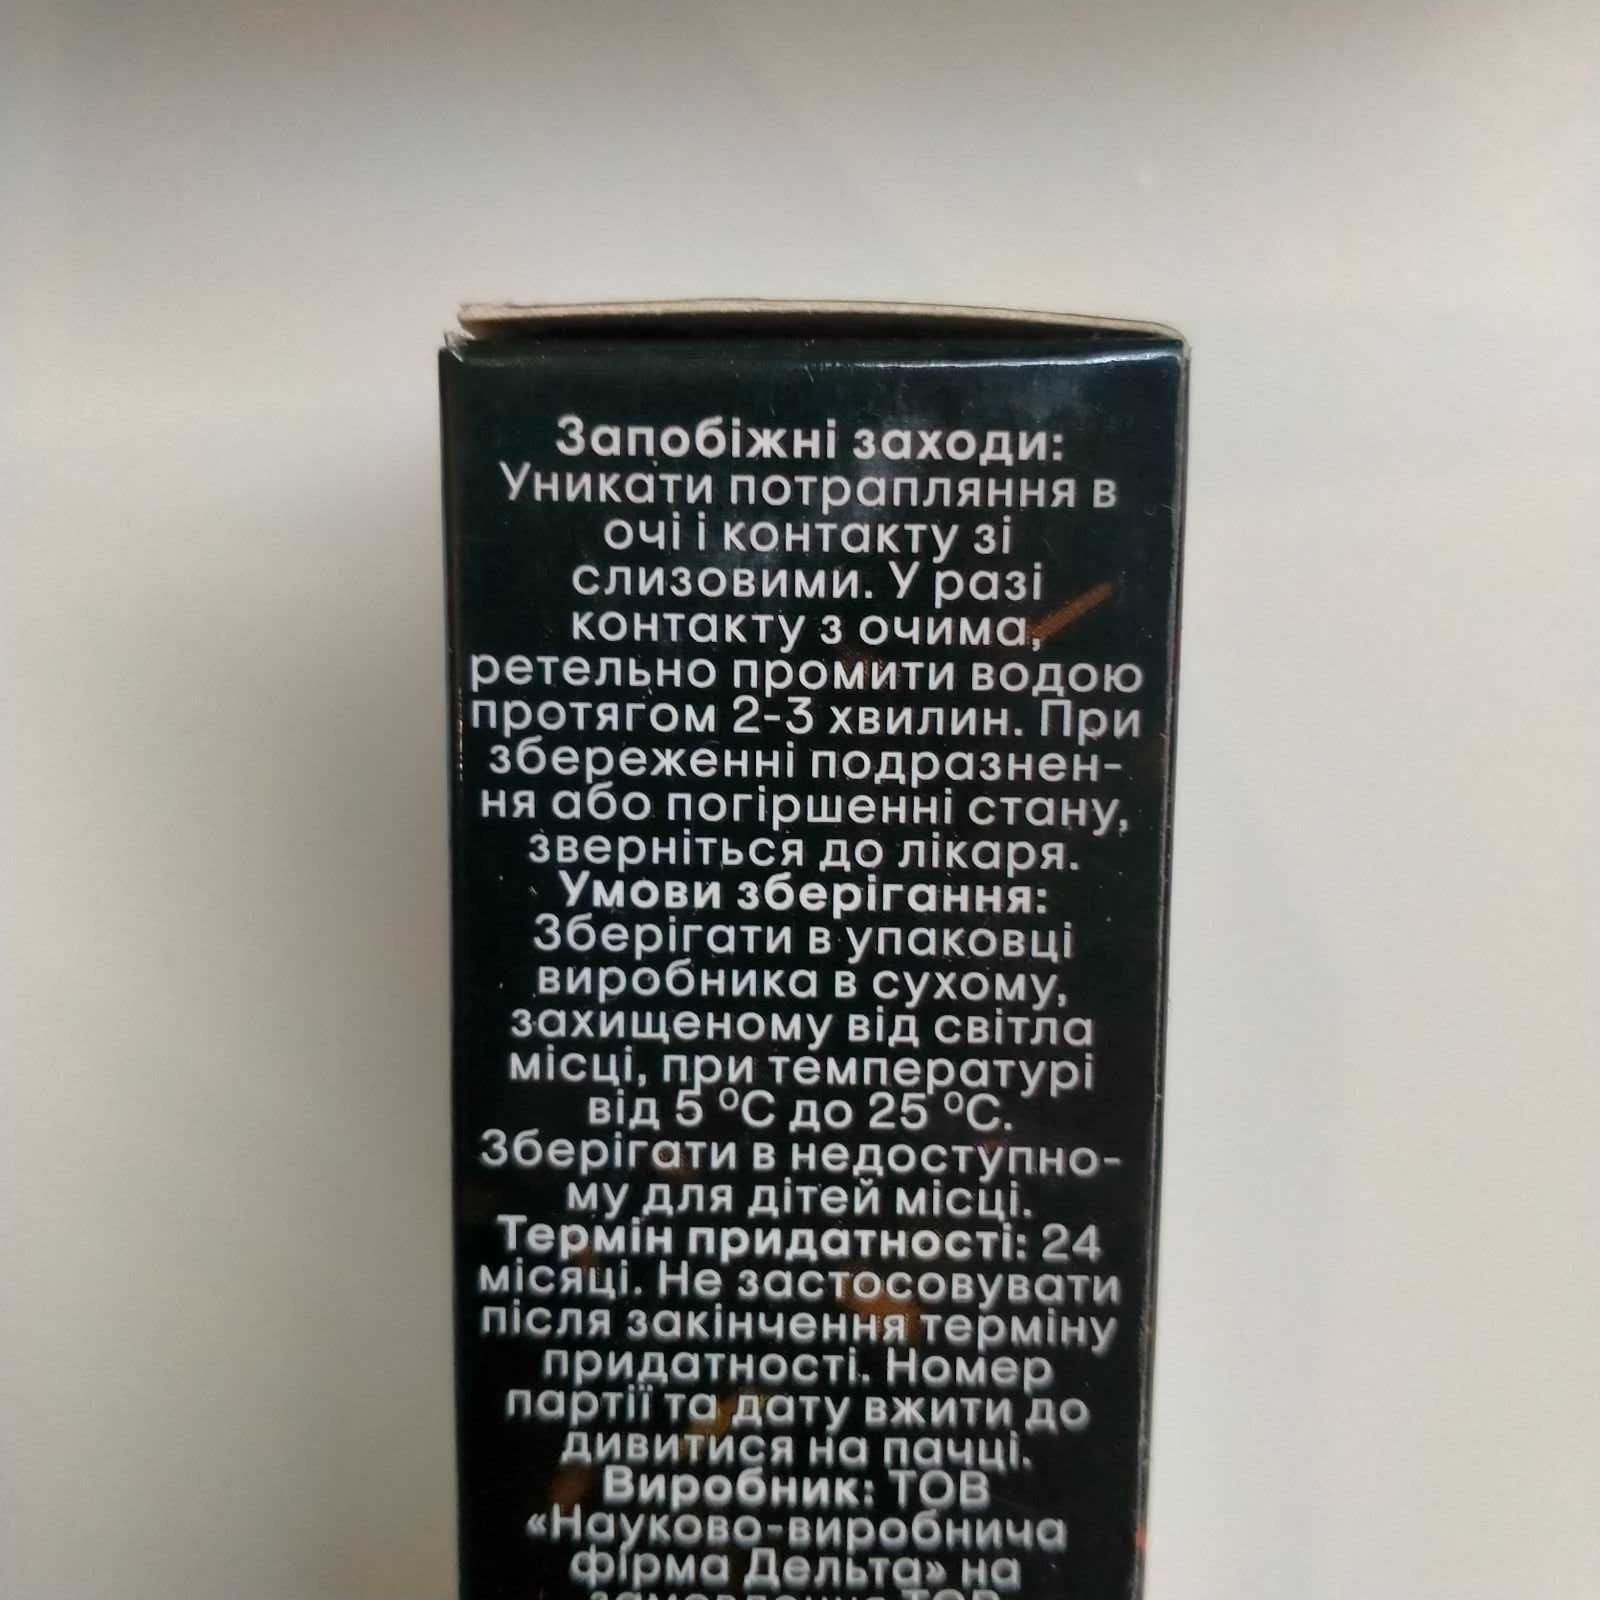 Запобіжні заходи:
Уникати потрапляння в
очі і контакту зі
слизовими. У разі
контакту з очима,
ретельно промити водою
протягом 2-3 хвилин. При
збереженні подразнен-
ня або погіршенні стану,
зверніться до лікаря.
Умови зберігання:
Зберігати в упаковці
виробника в сухому,
захищеному від світла
місці, при температурі
від 5 °С до 25 °С.
Зберігати в недоступно-
му для дітей місці.
Термін придатності: 24
місяці. Не застосовувати
після закінчення терміну
придатності. Номер
партії та дату вжити до
дивитися на пачці.
Виробник: ТОВ
«Науково-виробнича
фірма Дельта» на
замовлення ТОВ